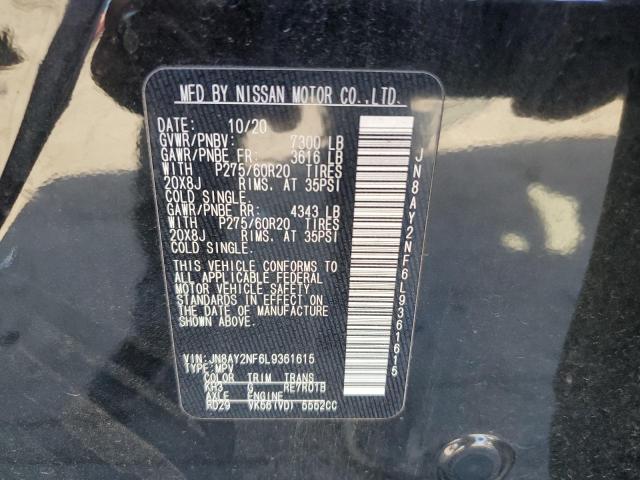 MFD BY NISSAN MOTOR CO.,LTD.
DATE: 10/20
GVWR/PNBV: 7300 LB
GAWR/PNBE FR: 3616 LB
WITH P275/60R20 TIRES
20X8J RIMS. AT 35PSI
COLD SINGLE.
GAWR/PNBE RR: 4343 LB
WITH P275/60R20 TIRES
20X8J RIMS. AT 35PSI
COLD SINGLE.
THIS VEHICLE CONFORMS TO
ALL APPLICABLE FEDERAL
MOTOR VEHICLE SAFETY
STANDARDS IN EFFECT ON
THE DATE OF MANUFACTURE
SHOWN ABOVE.
VIN:JN8AY2NF6L9361615
TYPE:MPV
COLOR TRIM TRANS
KH3 G RE7R01B
AXLE ENGINE
RD29 VK56(VD) 5552CC
JN8AY2NF6L9361615